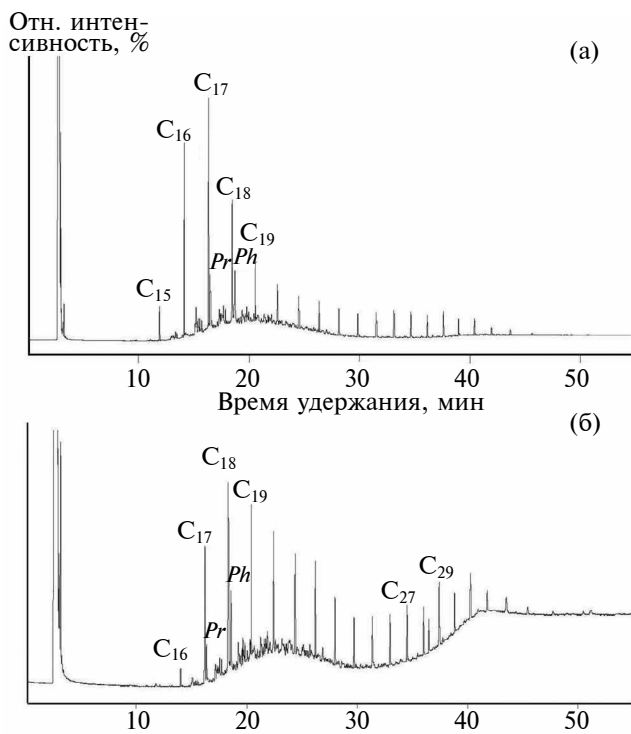 Отн. интен-
сивность, %
(а)
C17
C16
C18
Pr Ph
C19
C15
10 20 30 40 50
Время удержания, мин
(б)
C18
C19
C17
Ph
C29
C27
Pr
C16
10 20 30 40 50